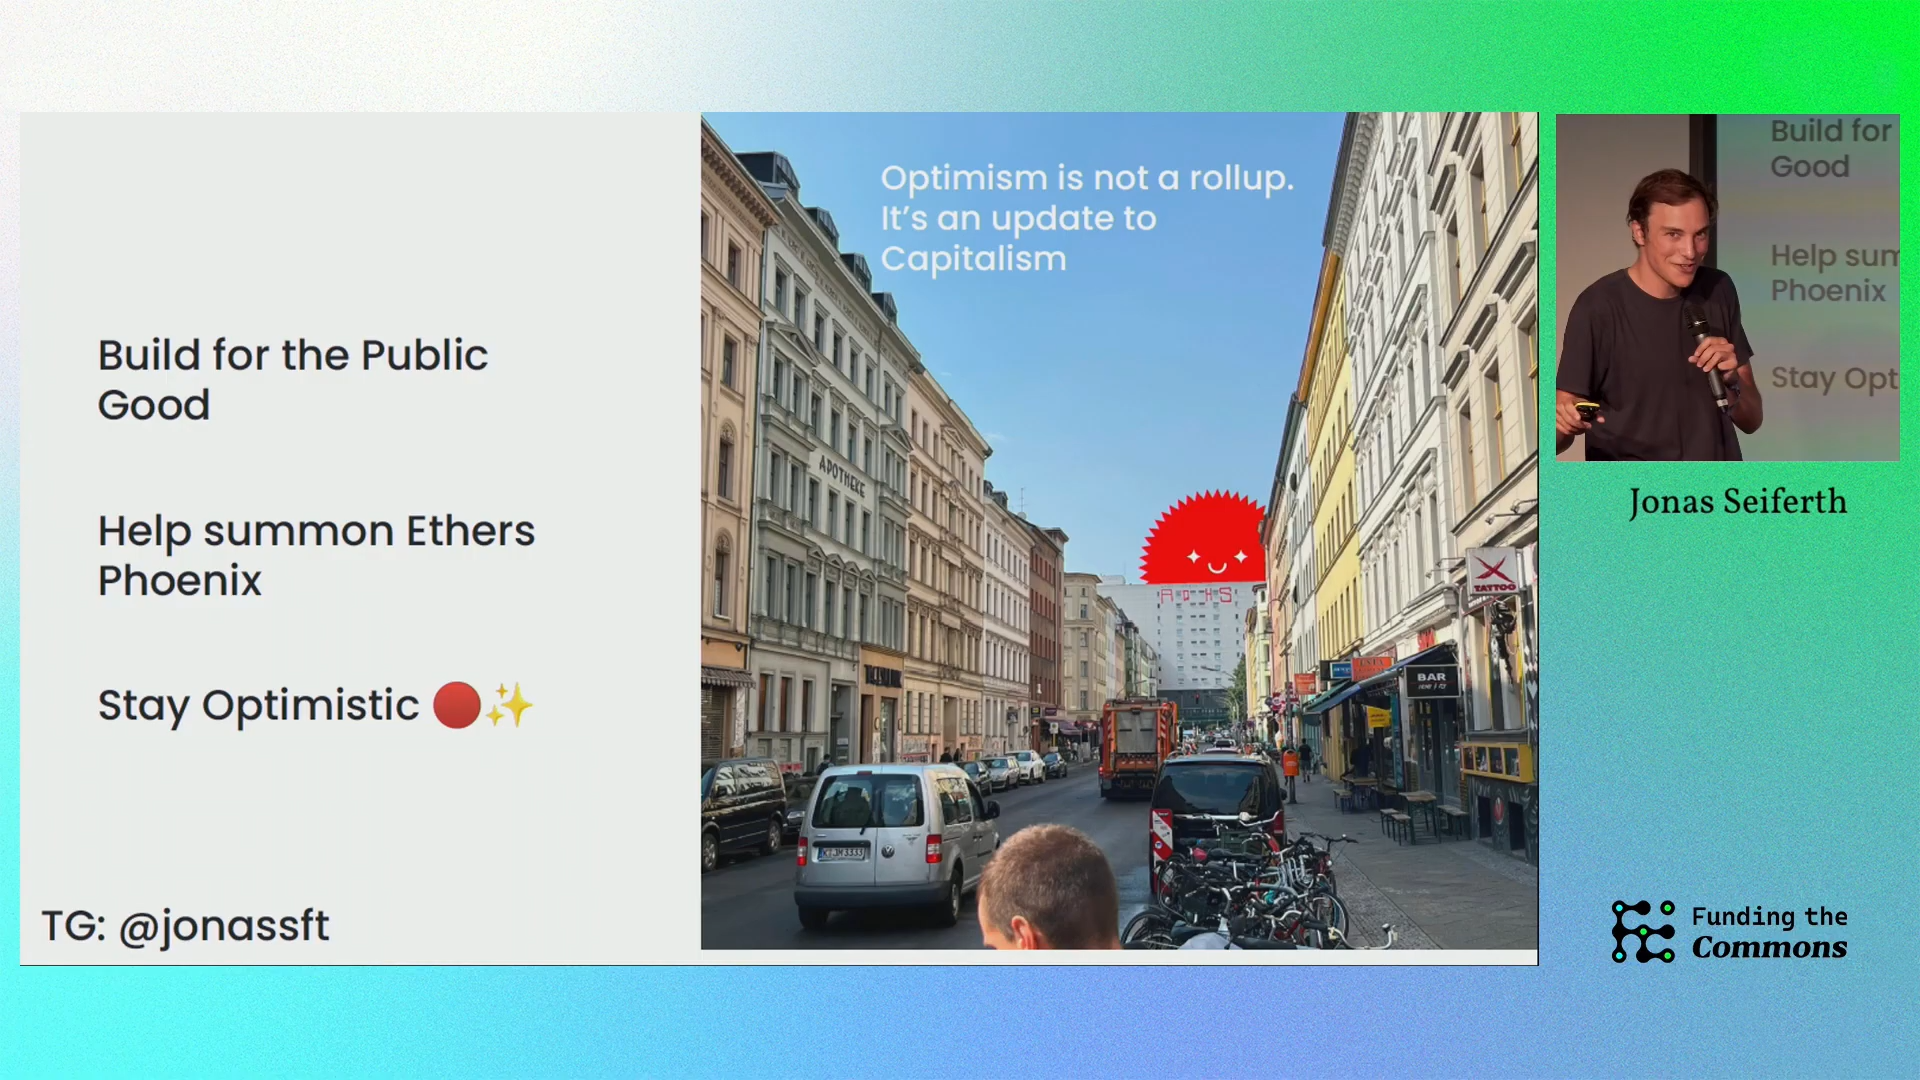 Build for the Public
Good
Help summon Ethers
Phoenix
Stay Optimistic
TG: @jonassft
Optimism is not a rollup.
It's an update to
Capitalism
APOTHEKE
TATTOO
BAR
Build for
Good
Help sum
Phoenix
Stay Opt
Jonas Seiferth
Funding the
Commons